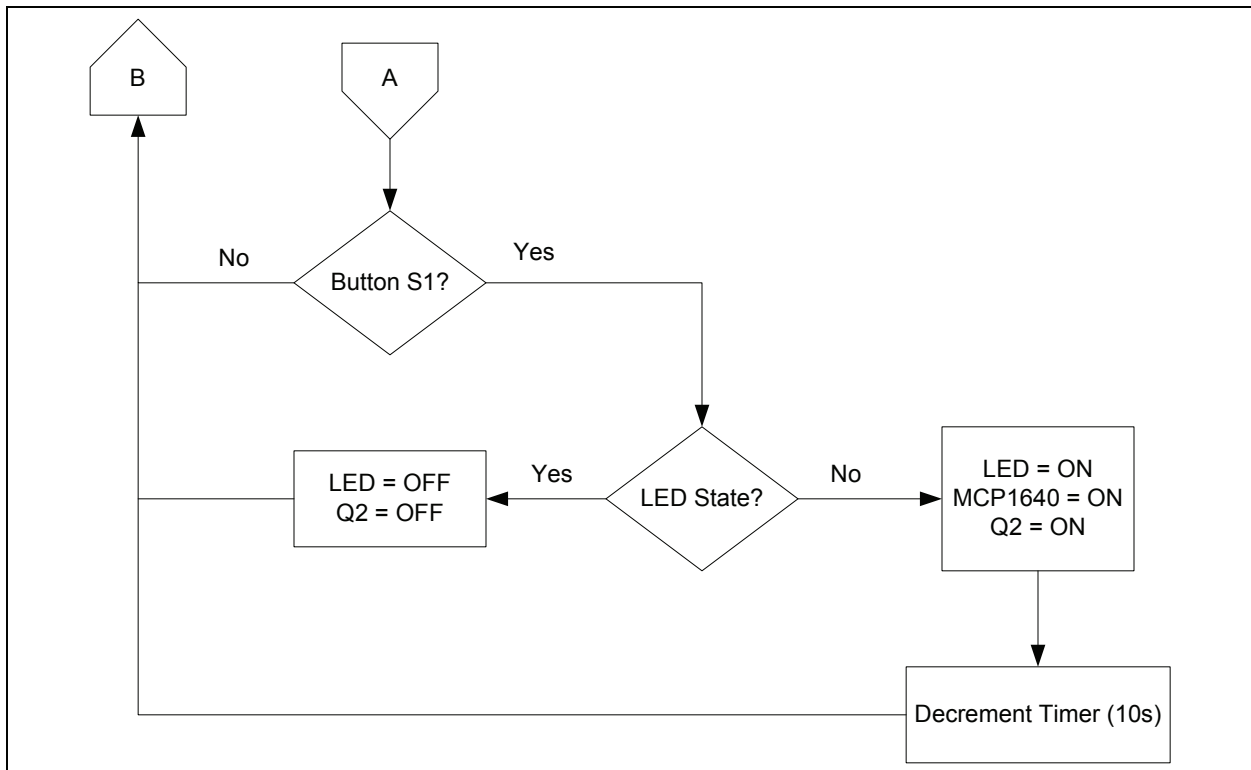 B
A
No
Yes
Button S1?
LED = OFF
Q2 = OFF
Yes
LED State?
No
LED = ON
MCP1640 = ON
Q2 = ON
Decrement Timer (10s)